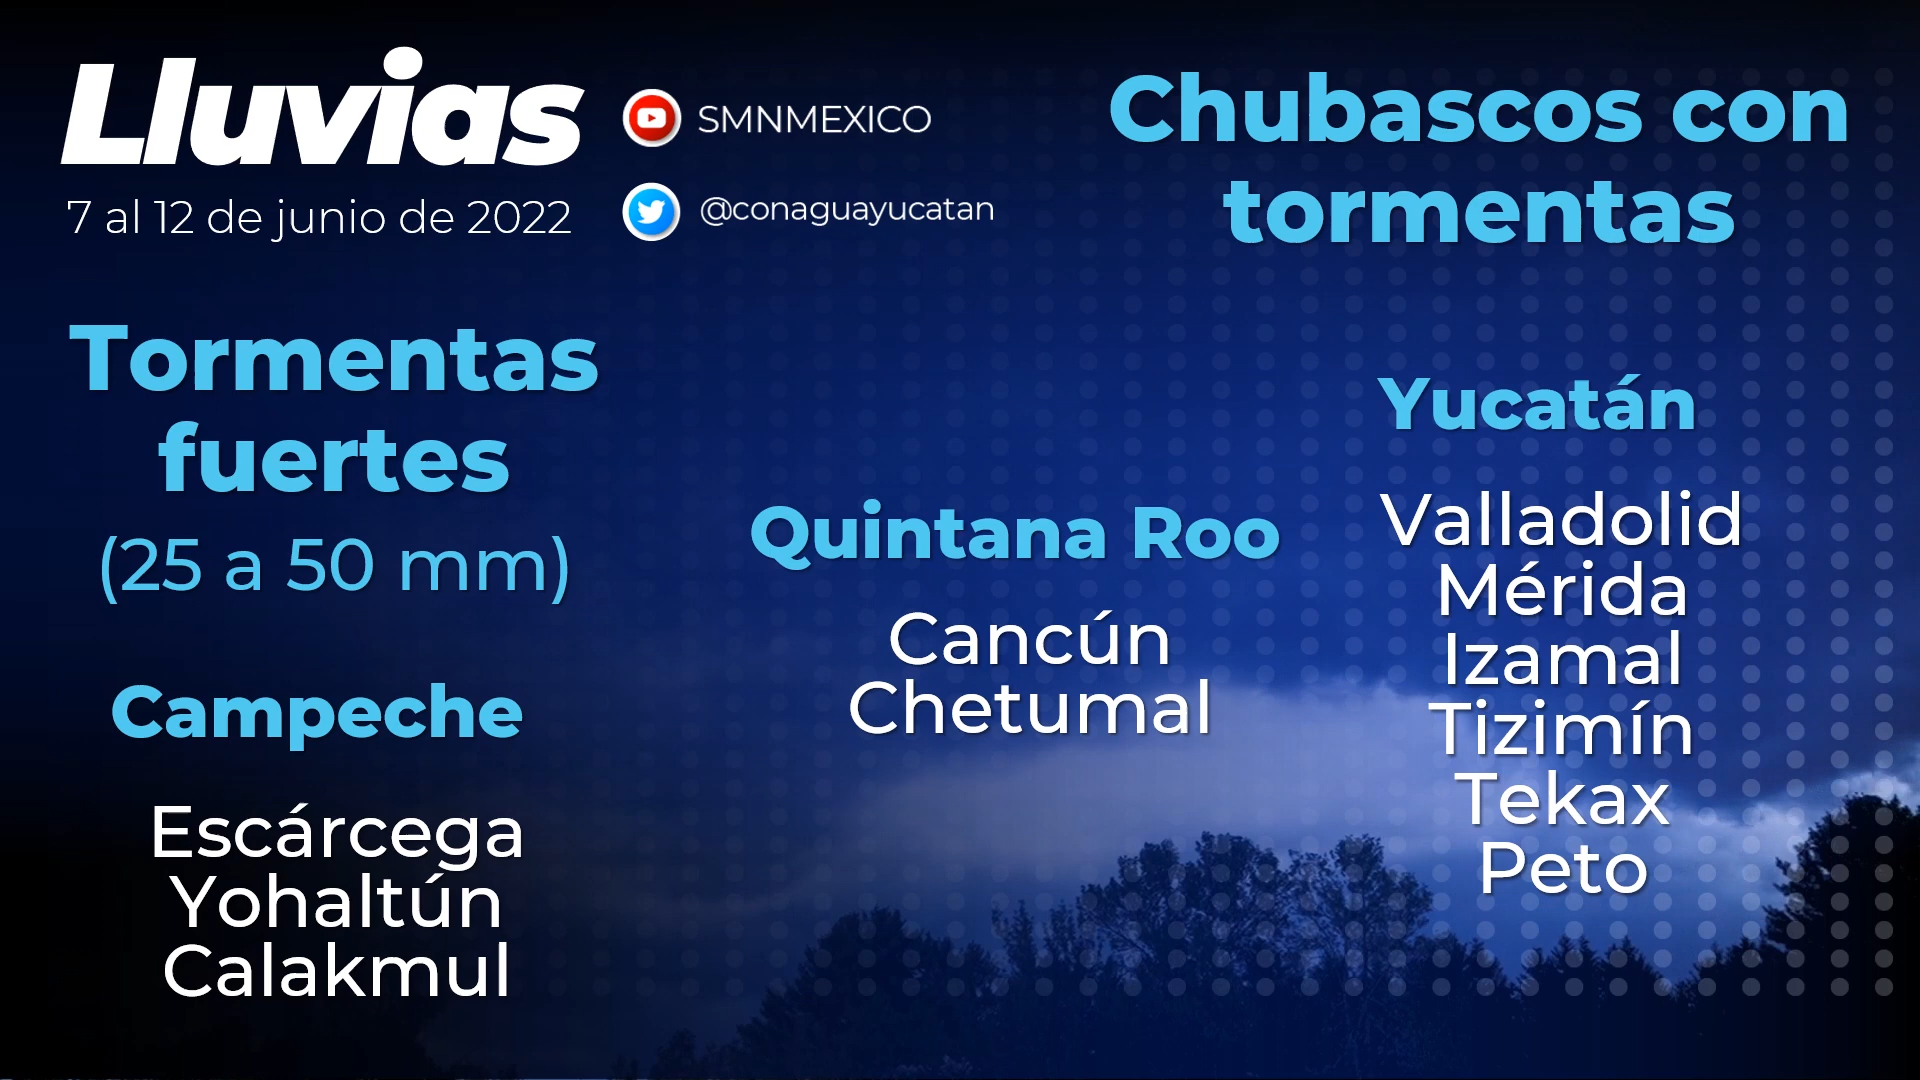 Lluvias
7 al 12 de junio de 2022
SMNMEXICO
@conaguayucatan
Chubascos con
tormentas
Tormentas
fuertes
(25 a 50 mm)
Campeche
Escárcega
Yohaltún
Calakmul
Quintana Roo
Cancún
Chetumal
Yucatán
Valladolid
Mérida
Izamal
Tizimín
Tekax
Peto